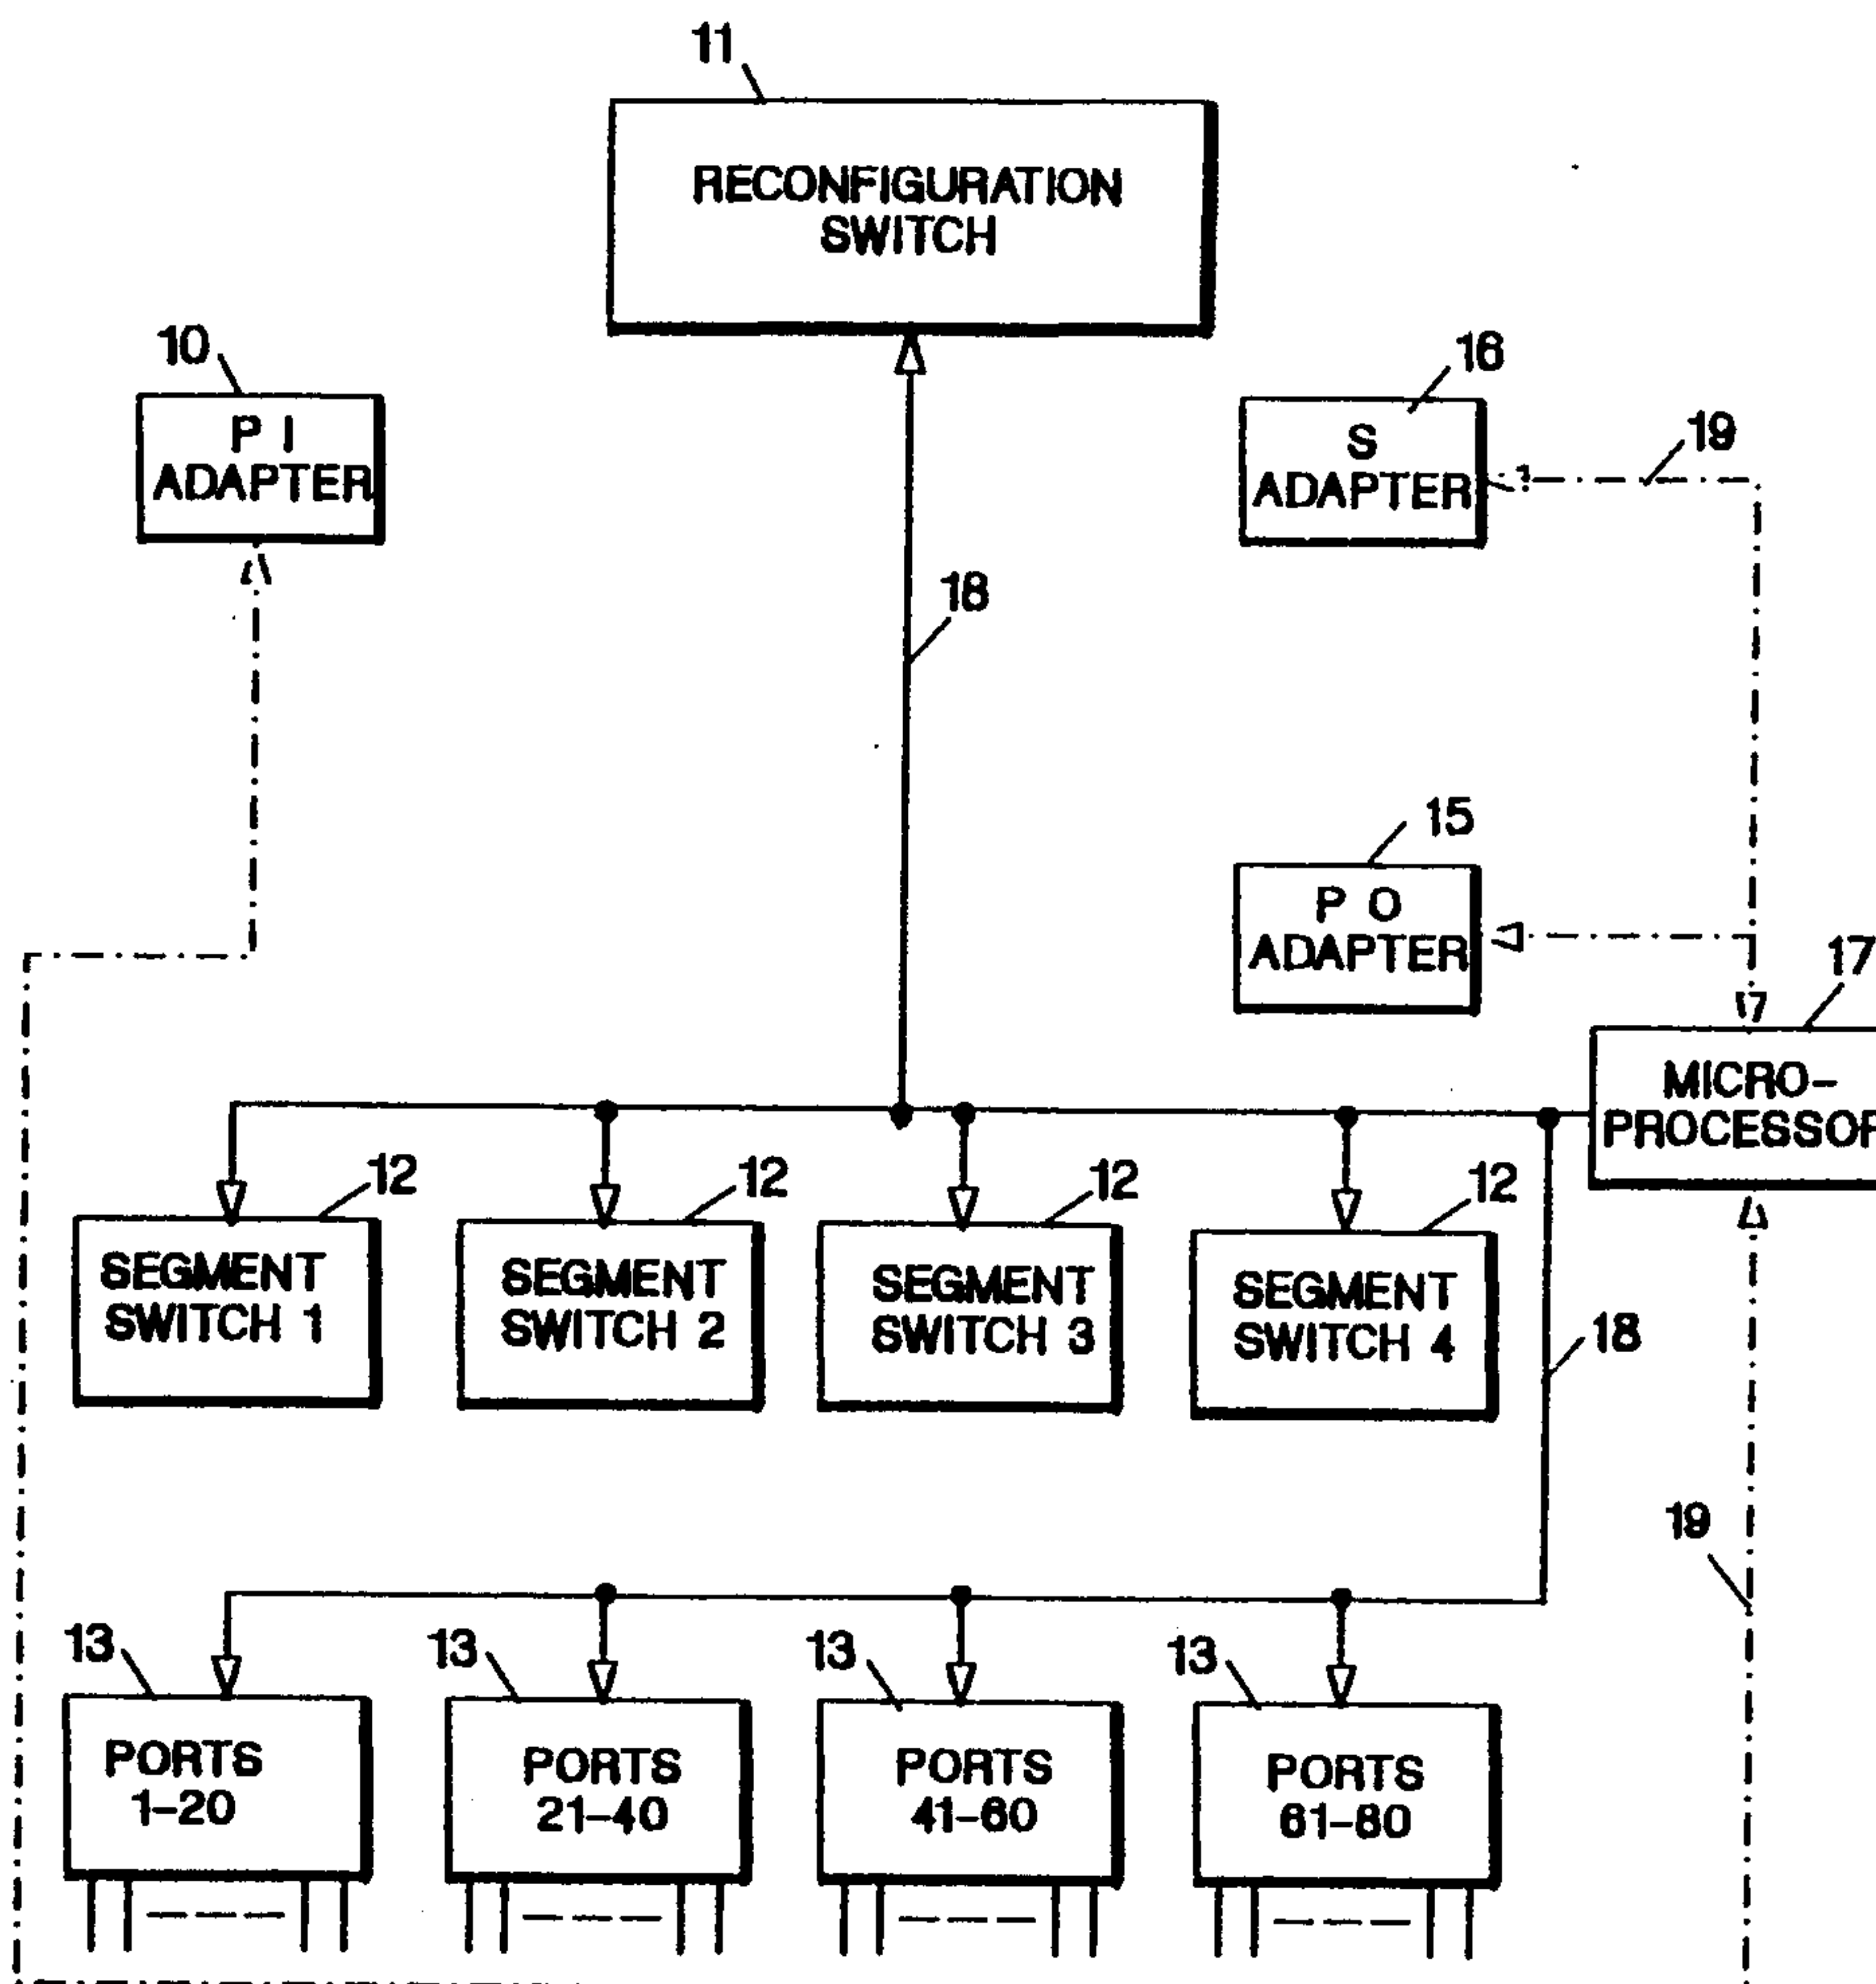 11
RECONFIGURATION
SWITCH
10
P I
ADAPTER
16
S
ADAPTER
19
18
15
P O
ADAPTER
17
MICRO-
PROCESSOR
12
12
12
12
SEGMENT
SWITCH 1
SEGMENT
SWITCH 2
SEGMENT
SWITCH 3
SEGMENT
SWITCH 4
18
19
13
13
13
13
PORTS
1-20
PORTS
21-40
PORTS
41-60
PORTS
61-80